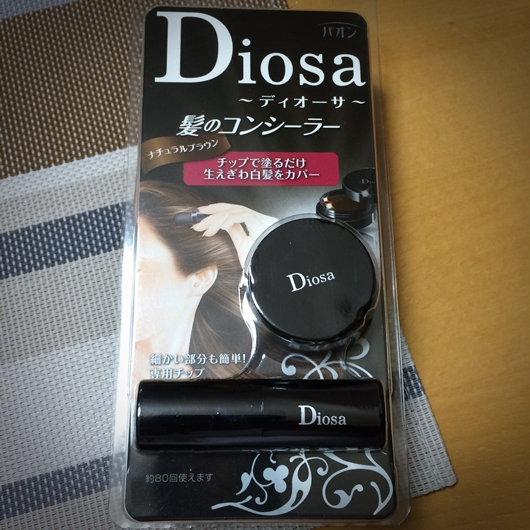 パオン
Diosa
～ディオーサ～
髪のコンシーラー
ナチュラルブラウン
チップで塗るだけ
生えぎわ白髪をカバー
Diosa
細かい部分も簡単!
専用チップ
Diosa
約80回使えます